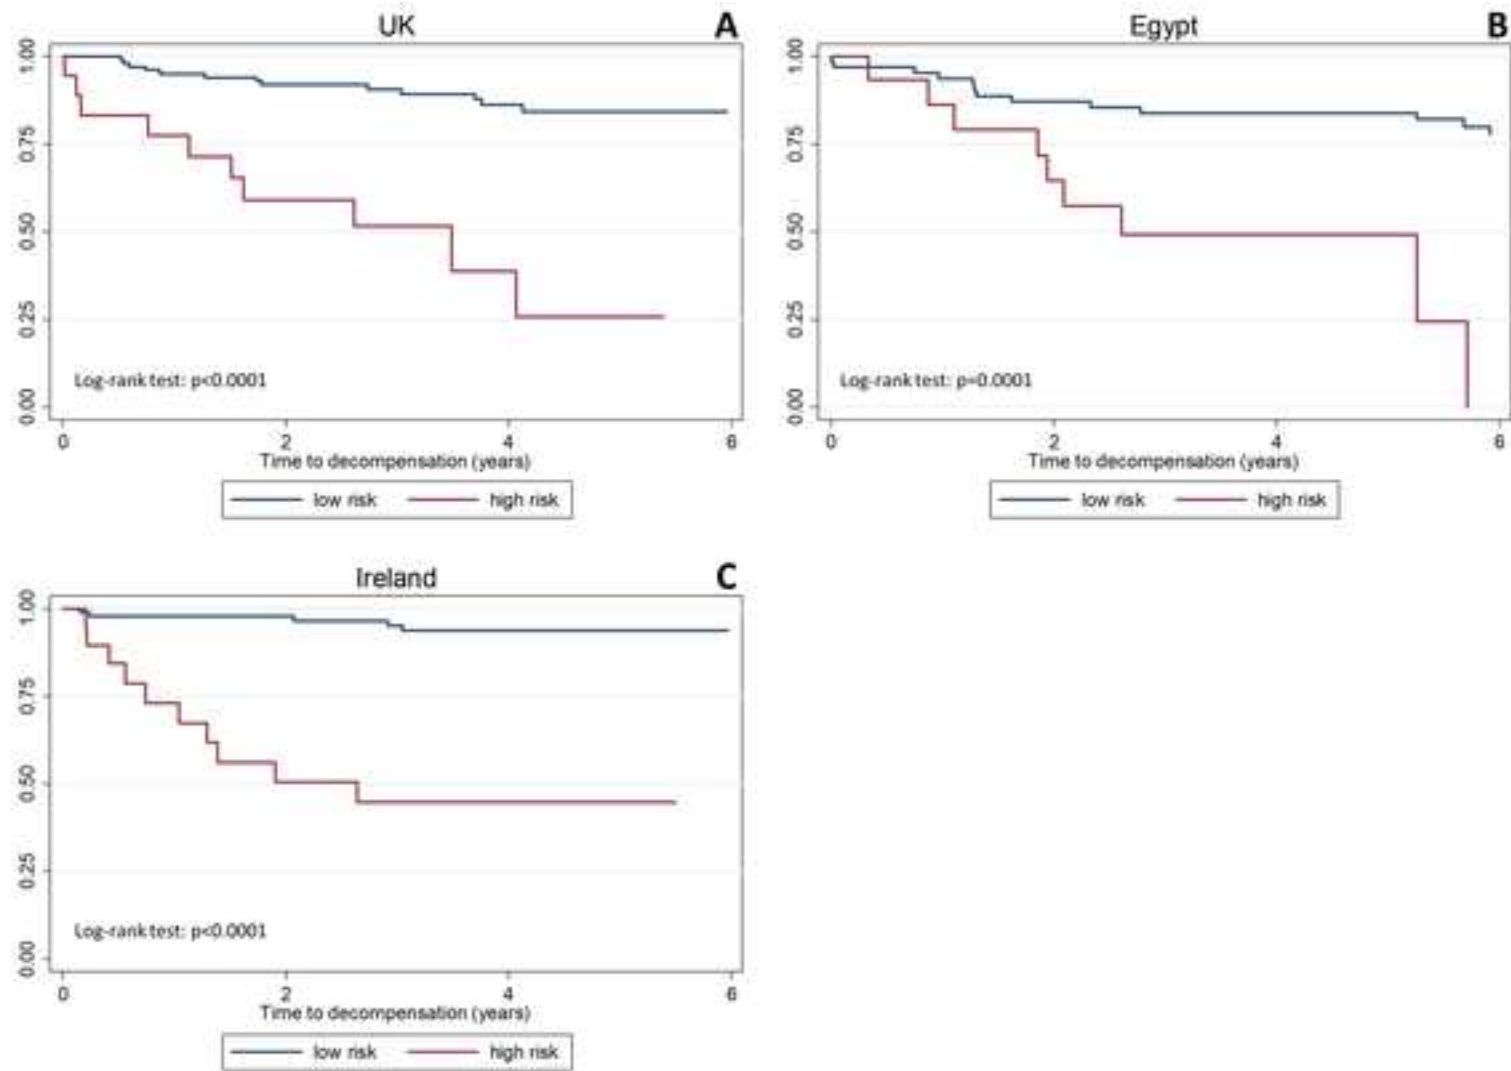 UK
A
1.00
0.75
0.50
0.25
0.00
Log-rank test: p<0.0001
0 2 4 6
Time to decompensation (years)
low risk high risk
Egypt
B
1.00
0.75
0.50
0.25
0.00
Log-rank test: p=0.0001
0 2 4 6
Time to decompensation (years)
low risk high risk
Ireland
C
1.00
0.75
0.50
0.25
0.00
Log-rank test: p<0.0001
0 2 4 6
Time to decompensation (years)
low risk high risk